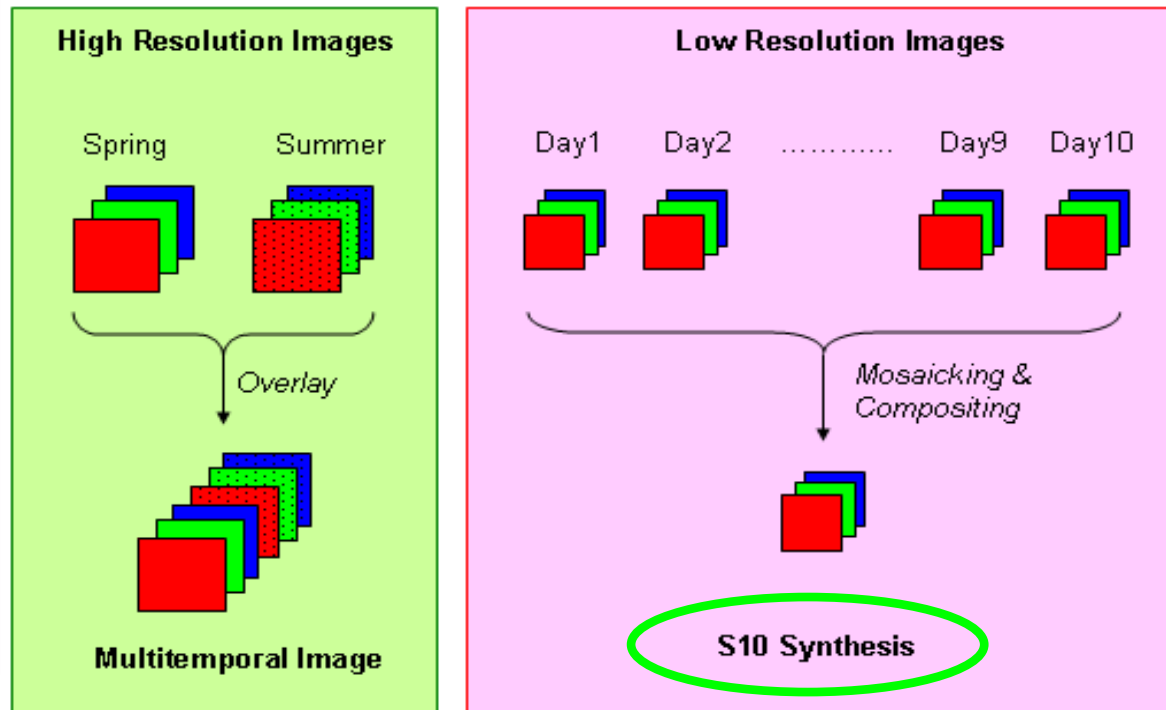 High Resolution Images
Spring
Summer
Overlay
Multitemporal Image
Low Resolution Images
Day1
Day2
............
Day9
Day10
Mosaicking &
Compositing
S10 Synthesis